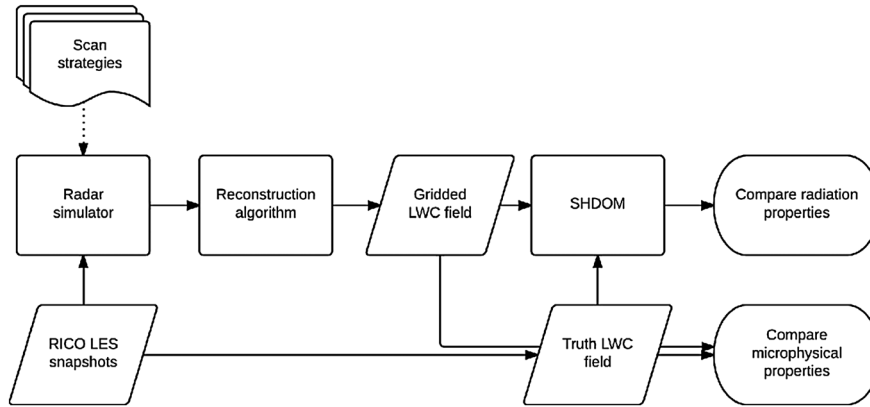 Scan
strategies
Radar
simulator
Reconstruction
algorithm
Gridded
LWC field
SHDOM
Compare radiation
properties
RICO LES
snapshots
Truth LWC
field
Compare
microphysical
properties